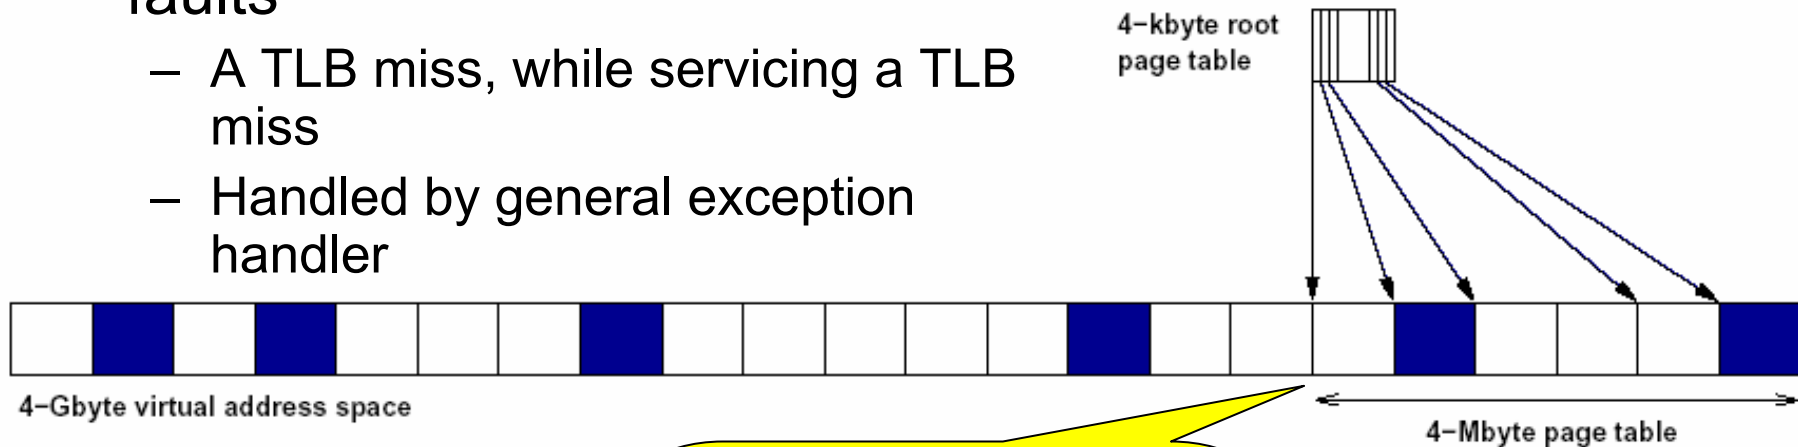 faults
– A TLB miss, while servicing a TLB
miss
– Handled by general exception
handler
4-kbyte root
page table
4-Gbyte virtual address space
4-Mbyte page table